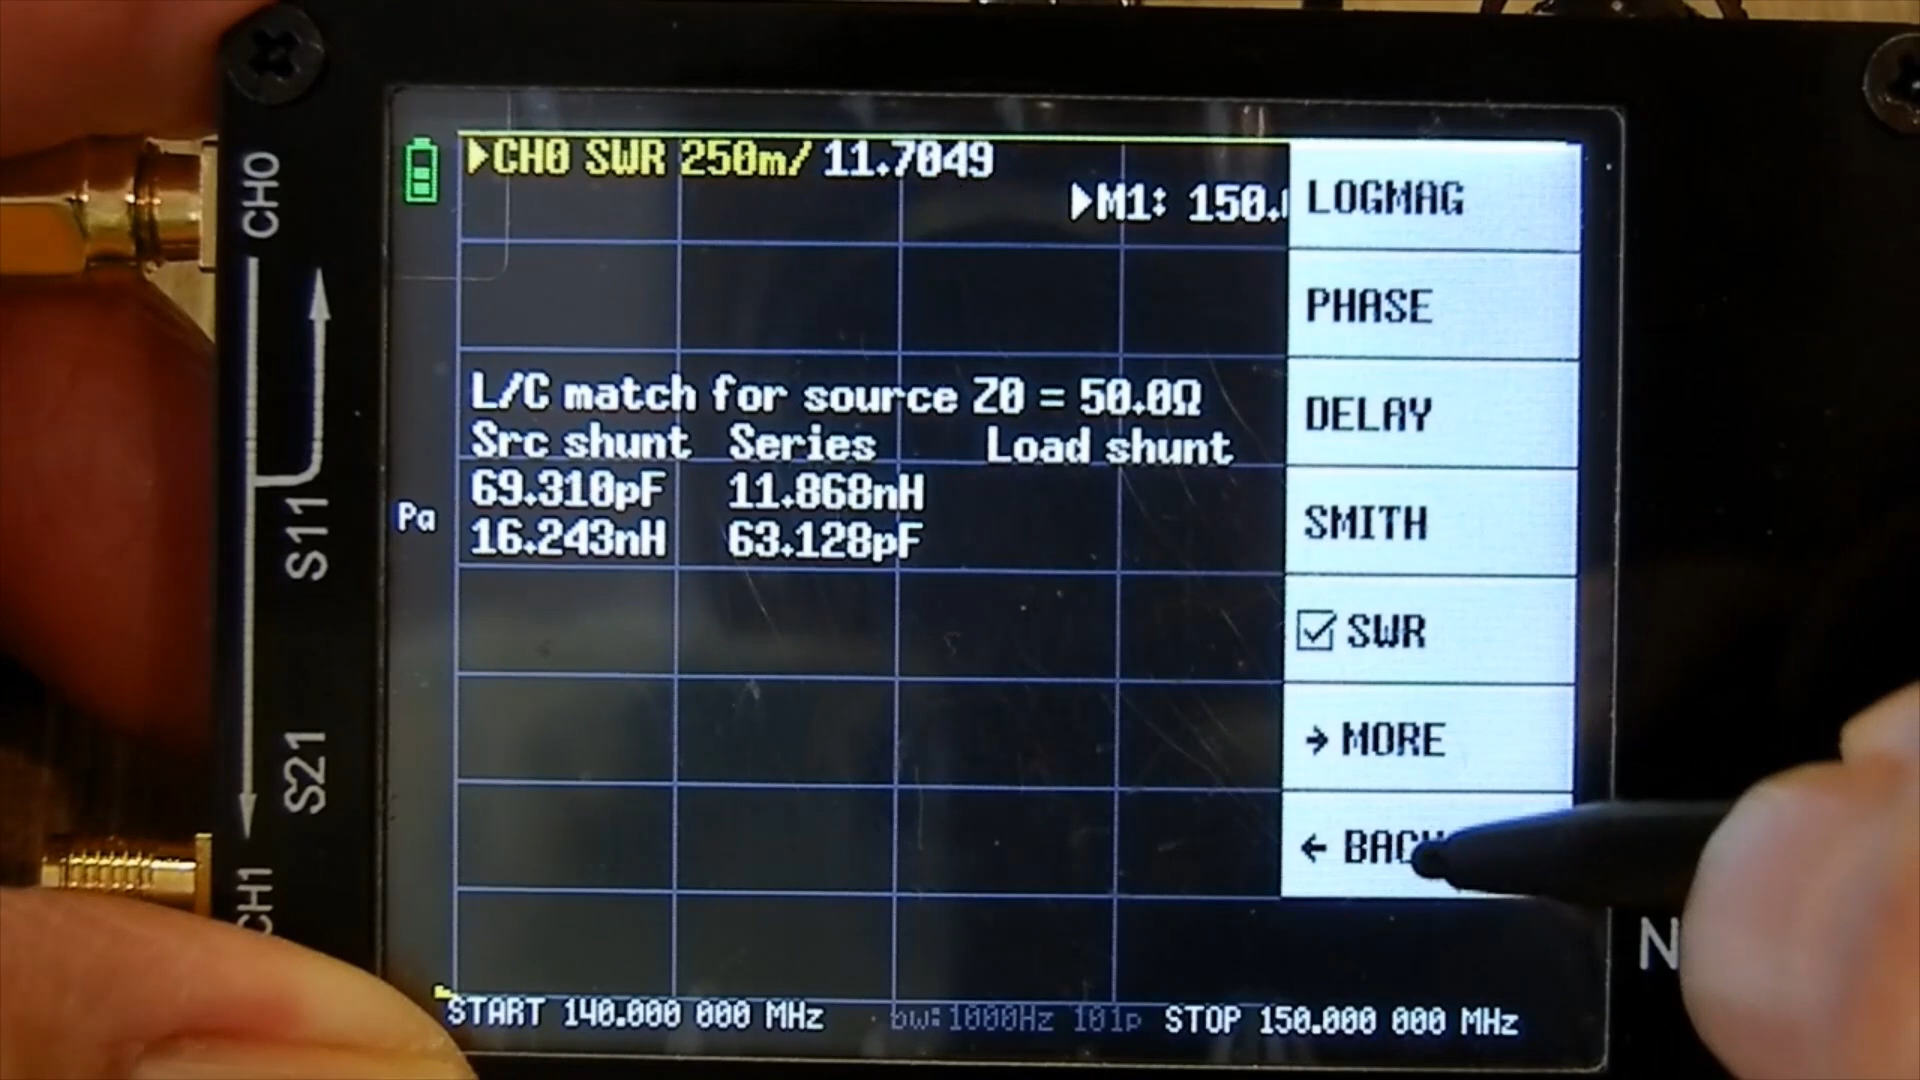 CH0
S11
S21
CH1
▶CH0 SWR 250m/ 11.7049
▶M1: 150.
L/C match for source Z0 = 50.0Ω
Src shunt Series Load shunt
69.310pF 11.868nH
16.243nH 63.128pF
Pa
START 140.000 000 MHz bw:1000Hz 101p STOP 150.000 000 MHz
LOGMAG
PHASE
DELAY
SMITH
☑ SWR
→ MORE
← BACK
N